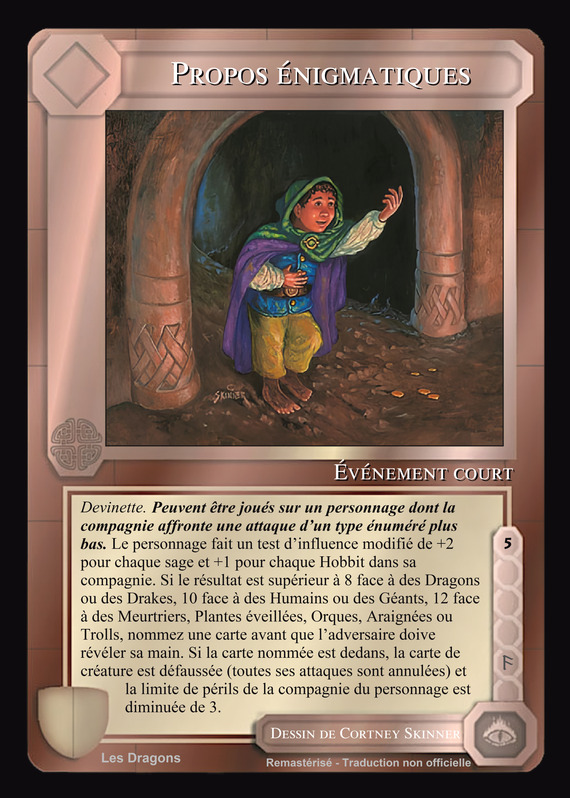 Propos énigmatiques
Skinner
Événement court
Devinette. Peuvent être joués sur un personnage dont la
compagnie affronte une attaque d'un type énuméré plus
bas. Le personnage fait un test d'influence modifié de +2
pour chaque sage et +1 pour chaque Hobbit dans sa
compagnie. Si le résultat est supérieur à 8 face à des Dragons
ou des Drakes, 10 face à des Humains ou des Géants, 12 face
à des Meurtriers, Plantes éveillées, Orques, Araignées ou
Trolls, nommez une carte avant que l'adversaire doive
révéler sa main. Si la carte nommée est dedans, la carte de
créature est défaussée (toutes ses attaques sont annulées) et
la limite de périls de la compagnie du personnage est
diminuée de 3.
5
ᚩ
Dessin de Cortney Skinner
Les Dragons
Remastérisé - Traduction non officielle